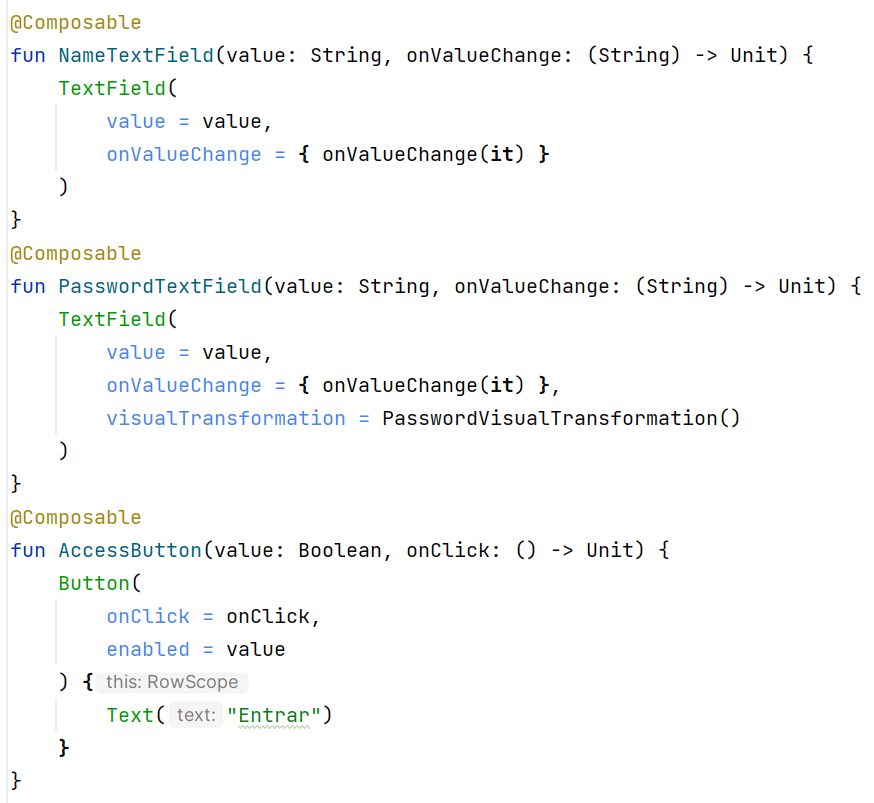 @Composable
fun NameTextField(value: String, onValueChange: (String) -> Unit) {
    TextField(
        value = value,
        onValueChange = { onValueChange(it) }
    )
}
@Composable
fun PasswordTextField(value: String, onValueChange: (String) -> Unit) {
    TextField(
        value = value,
        onValueChange = { onValueChange(it) },
        visualTransformation = PasswordVisualTransformation()
    )
}
@Composable
fun AccessButton(value: Boolean, onClick: () -> Unit) {
    Button(
        onClick = onClick,
        enabled = value
    ) { this: RowScope
        Text( text: "Entrar")
    }
}